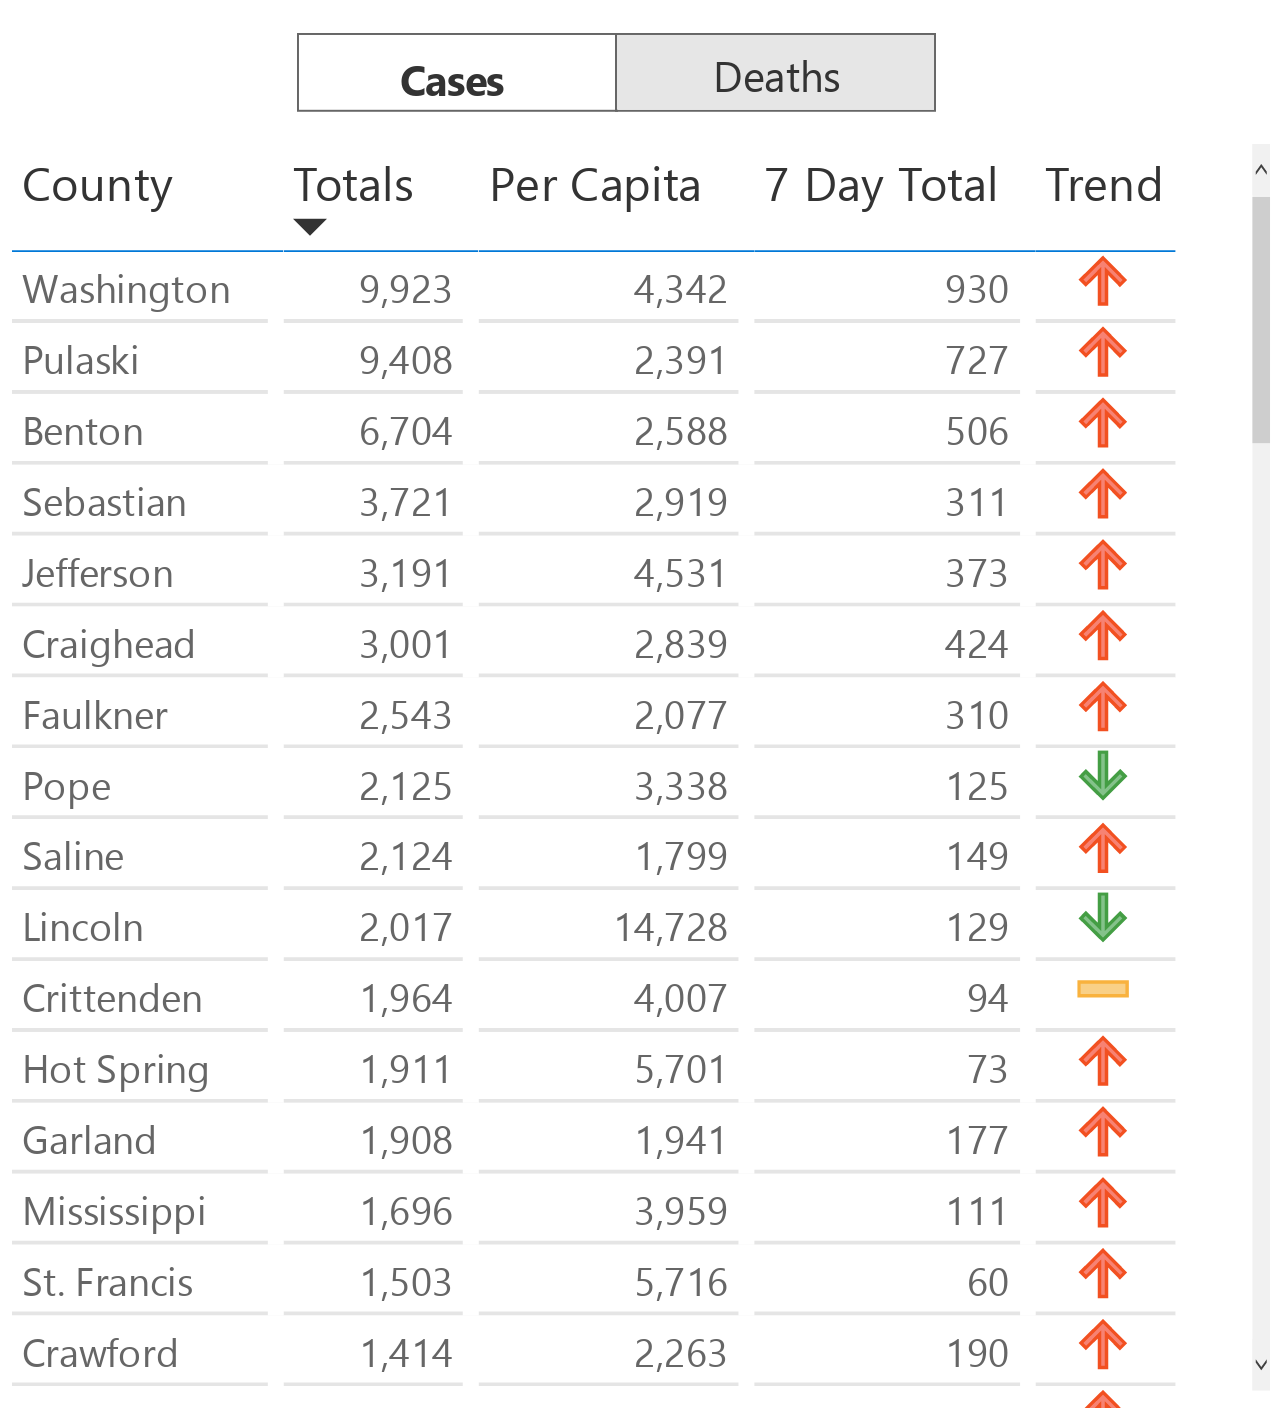 Cases Deaths
County Totals Per Capita 7 Day Total Trend
Washington 9,923 4,342 930
Pulaski 9,408 2,391 727
Benton 6,704 2,588 506
Sebastian 3,721 2,919 311
Jefferson 3,191 4,531 373
Craighead 3,001 2,839 424
Faulkner 2,543 2,077 310
Pope 2,125 3,338 125
Saline 2,124 1,799 149
Lincoln 2,017 14,728 129
Crittenden 1,964 4,007 94
Hot Spring 1,911 5,701 73
Garland 1,908 1,941 177
Mississippi 1,696 3,959 111
St. Francis 1,503 5,716 60
Crawford 1,414 2,263 190